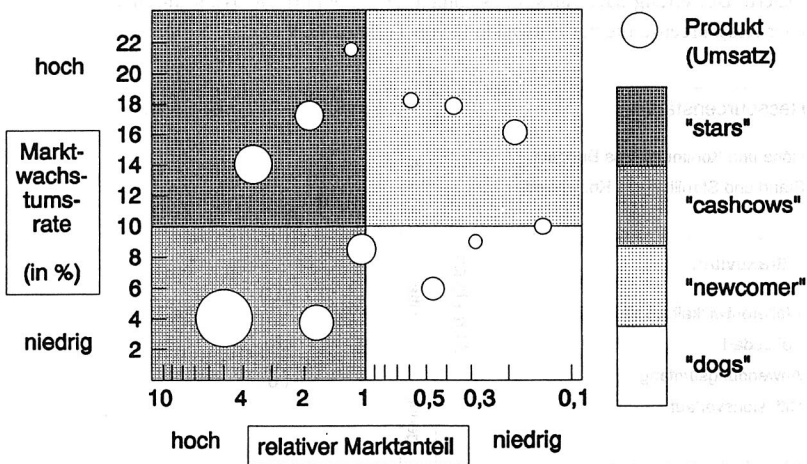 22
20
18
16
14
12
10
8
6
4
2
hoch
Markt-
wachs-
tums-
rate
(in %)
niedrig
10
4
2
1
0,5
0,3
0,1
hoch
relativer Marktanteil
niedrig
Produkt
(Umsatz)
"stars"
"cashcows"
"newcomer"
"dogs"